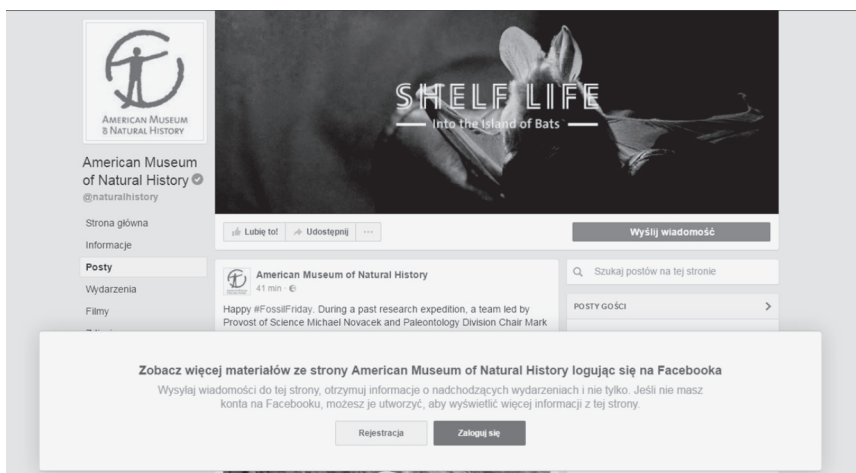 AMERICAN MUSEUM
& NATURAL HISTORY
American Museum
of Natural History
@naturalhistory
Strona główna
Informacje
Posty
Wydarzenia
Filmy
SHELF LIFE
Into the Island of Bats
Lubię to!
Udostępnij
Wyślij wiadomość
American Museum of Natural History
41 min
Happy #FossilFriday. During a past research expedition, a team led by
Provost of Science Michael Novacek and Paleontology Division Chair Mark
Szukaj postów na tej stronie
POSTY GOŚCI
Zobacz więcej materiałów ze strony American Museum of Natural History logując się na Facebooka
Wysyłaj wiadomości do tej strony, otrzymuj informacje o nadchodzących wydarzeniach i nie tylko. Jeśli nie masz
konta na Facebooku, możesz je utworzyć, aby wyświetlić więcej informacji z tej strony.
Rejestracja
Zaloguj się